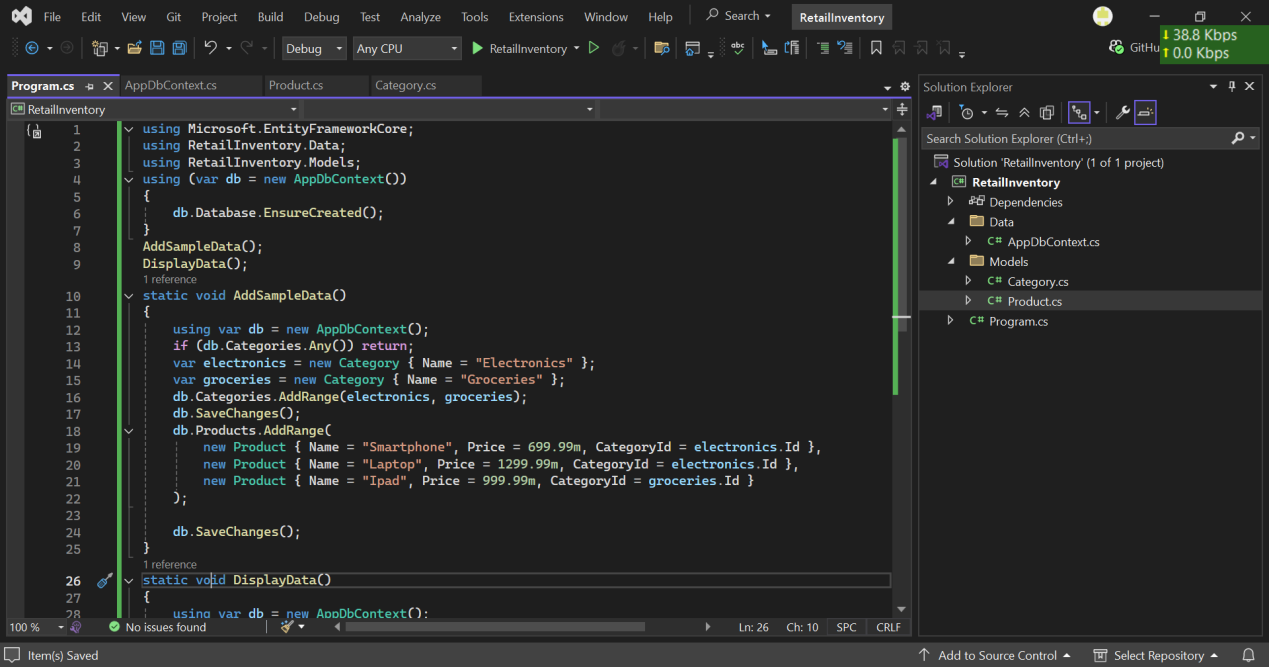 File Edit View Git Project Build Debug Test Analyze Tools Extensions Window Help Search RetailInventory
Debug Any CPU RetailInventory GitHu
↓ 38.8 Kbps
↑ 0.0 Kbps
Program.cs AppDbContext.cs Product.cs Category.cs
RetailInventory
1 using Microsoft.EntityFrameworkCore;
2 using RetailInventory.Data;
3 using RetailInventory.Models;
4 using (var db = new AppDbContext())
5 {
6 db.Database.EnsureCreated();
7 }
8 AddSampleData();
9 DisplayData();
1 reference
10 static void AddSampleData()
11 {
12 using var db = new AppDbContext();
13 if (db.Categories.Any()) return;
14 var electronics = new Category { Name = "Electronics" };
15 var groceries = new Category { Name = "Groceries" };
16 db.Categories.AddRange(electronics, groceries);
17 db.SaveChanges();
18 db.Products.AddRange(
19 new Product { Name = "Smartphone", Price = 699.99m, CategoryId = electronics.Id },
20 new Product { Name = "Laptop", Price = 1299.99m, CategoryId = electronics.Id },
21 new Product { Name = "Ipad", Price = 999.99m, CategoryId = groceries.Id }
22 );
23
24 db.SaveChanges();
25 }
1 reference
26 static void DisplayData()
27 {
28 using var db = new AppDbContext();
100 % No issues found Ln: 26 Ch: 10 SPC CRLF
Solution Explorer
Search Solution Explorer (Ctrl+;)
Solution 'RetailInventory' (1 of 1 project)
RetailInventory
Dependencies
Data
C# AppDbContext.cs
Models
C# Category.cs
C# Product.cs
C# Program.cs
Item(s) Saved Add to Source Control Select Repository